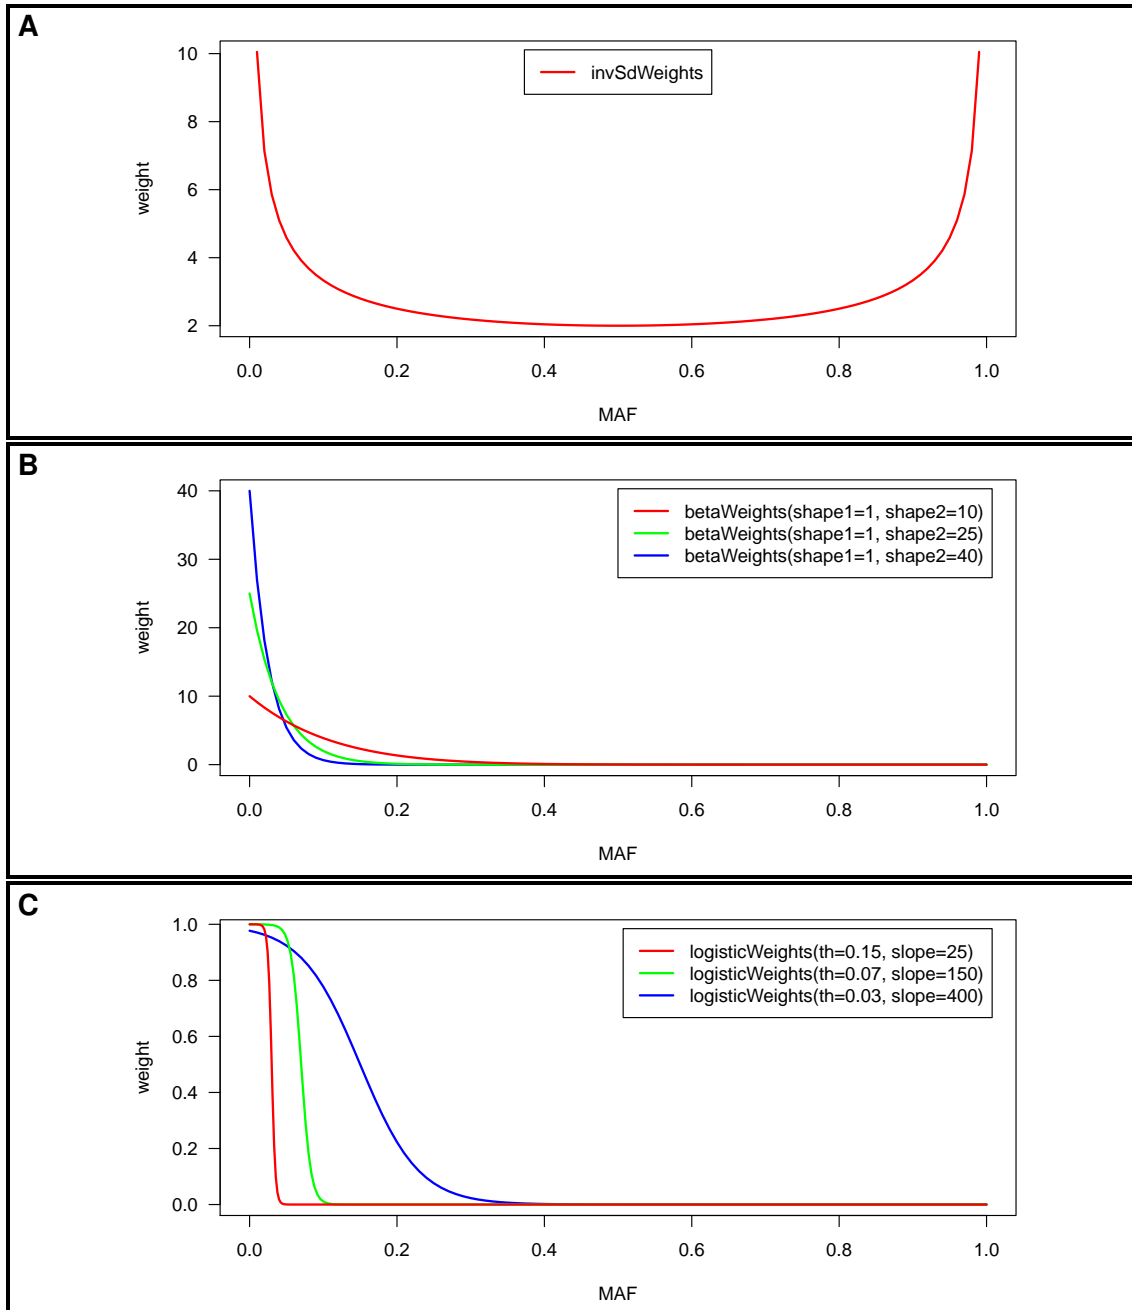 A
10
8
6
4
2
weight
invSdWeights
0.0 0.2 0.4 0.6 0.8 1.0
MAF
B
40
30
20
10
0
weight
betaWeights(shape1=1, shape2=10)
betaWeights(shape1=1, shape2=25)
betaWeights(shape1=1, shape2=40)
0.0 0.2 0.4 0.6 0.8 1.0
MAF
C
1.0
0.8
0.6
0.4
0.2
0.0
weight
logisticWeights(th=0.15, slope=25)
logisticWeights(th=0.07, slope=150)
logisticWeights(th=0.03, slope=400)
0.0 0.2 0.4 0.6 0.8 1.0
MAF